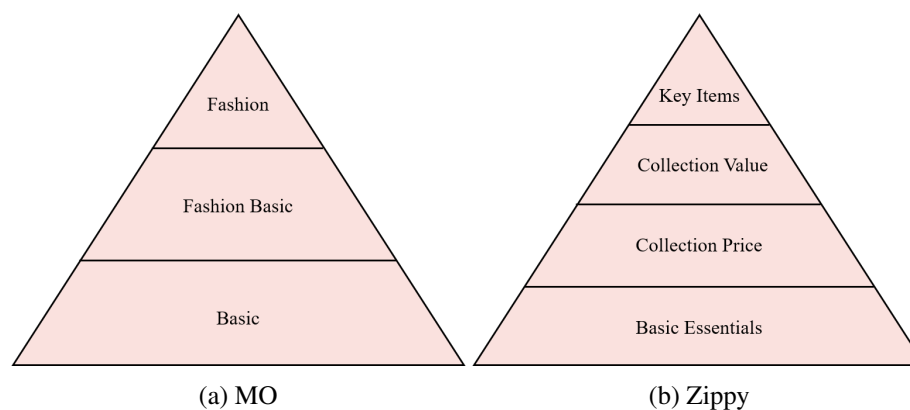 Fashion
Fashion Basic
Basic
(a) MO
Key Items
Collection Value
Collection Price
Basic Essentials
(b) Zippy